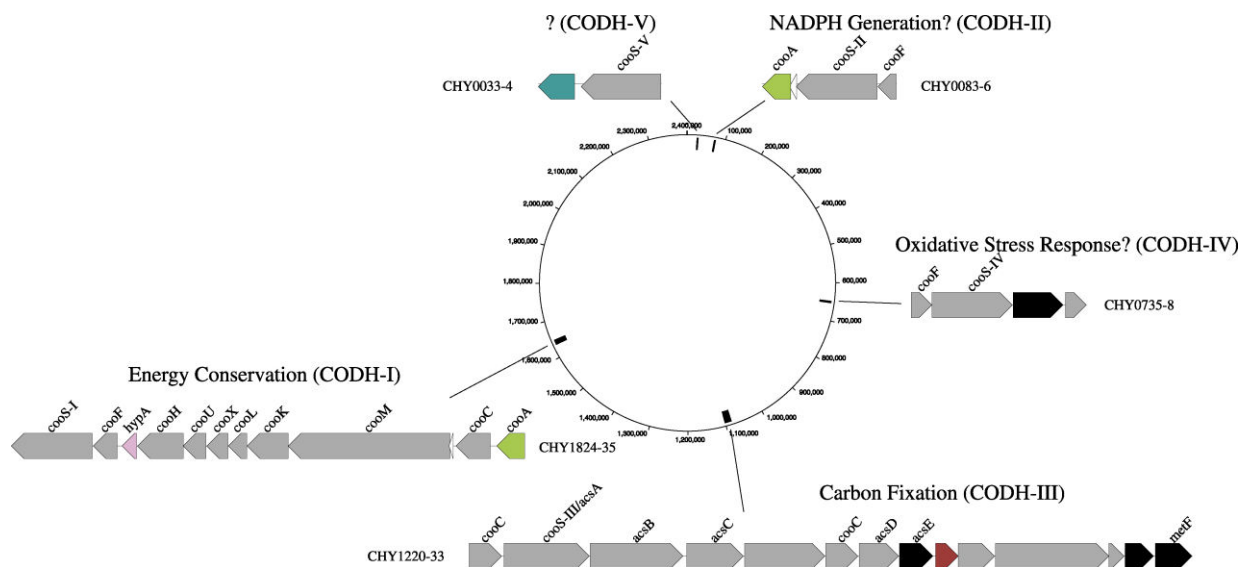 ? (CODH-V)
cooS-V
CHY0033-4
NADPH Generation? (CODH-II)
cooA
cooS-II
cooF
CHY0083-6
2,400,000
100,000
200,000
300,000
400,000
500,000
600,000
700,000
800,000
900,000
1,000,000
1,100,000
1,200,000
1,300,000
1,400,000
1,500,000
1,600,000
1,700,000
1,800,000
1,900,000
2,000,000
2,100,000
2,200,000
2,300,000
Oxidative Stress Response? (CODH-IV)
cooF
cooS-IV
CHY0735-8
Energy Conservation (CODH-I)
cooS-I
cooF
hypA
cooH
cooU
cooX
cooL
cooK
cooM
cooC
cooA
CHY1824-35
Carbon Fixation (CODH-III)
cooC
cooS-III/acsA
acsB
acsC
cooC
acsD
acsE
metF
CHY1220-33